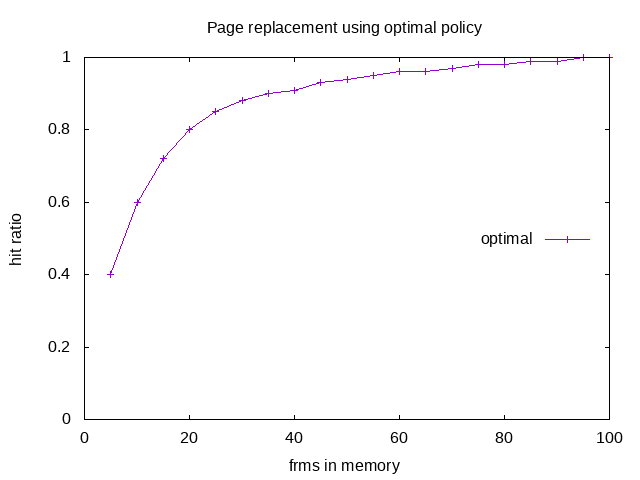 Page replacement using optimal policy
1
0.8
0.6
0.4
0.2
0
hit ratio
optimal
0 20 40 60 80 100
frms in memory